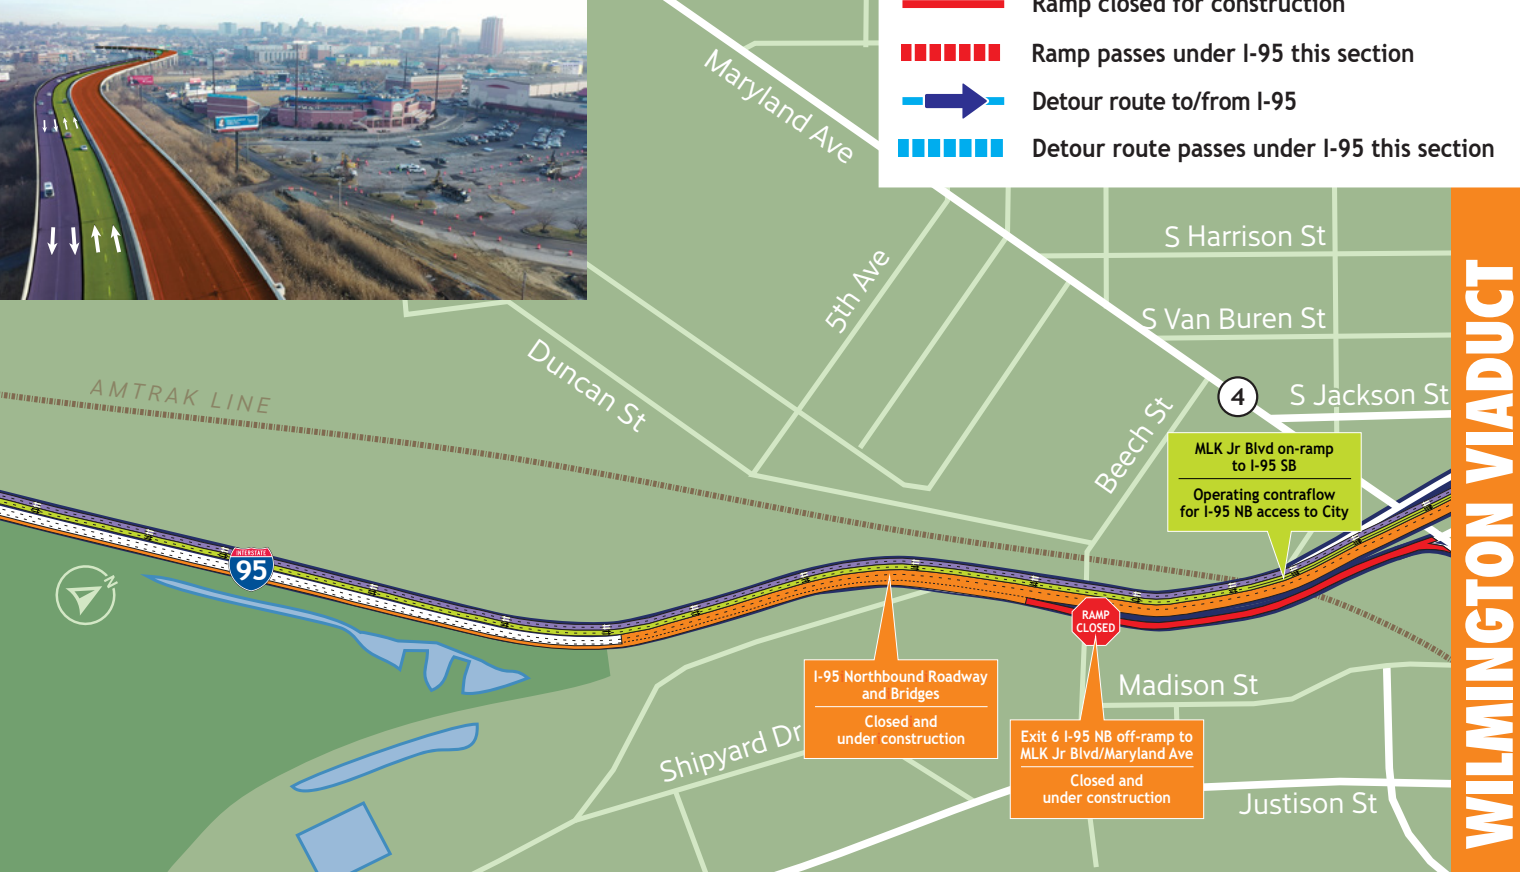 Ramp closed for construction
Ramp passes under I-95 this section
Detour route to/from I-95
Detour route passes under I-95 this section
Maryland Ave
5th Ave
S Harrison St
S Van Buren St
S Jackson St
4
Duncan St
Beech St
AMTRAK LINE
MLK Jr Blvd on-ramp
to I-95 SB
Operating contraflow
for I-95 NB access to City
INTERSTATE
95
N
RAMP
CLOSED
I-95 Northbound Roadway
and Bridges
Closed and
under construction
Exit 6 I-95 NB off-ramp to
MLK Jr Blvd/Maryland Ave
Closed and
under construction
Madison St
Shipyard Dr
Justison St
WILMINGTON VIADUCT